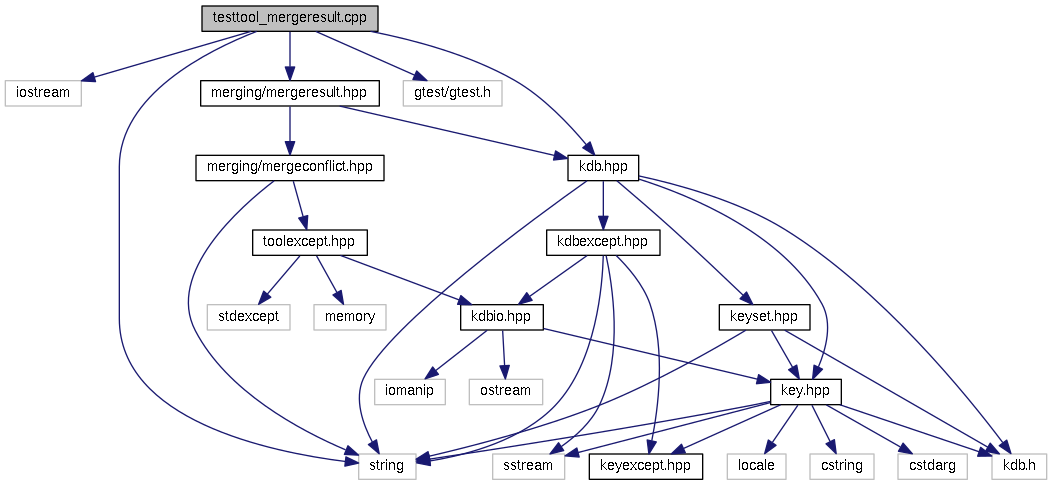 testtool_mergeresult.cpp
iostream
merging/mergeresult.hpp
gtest/gtest.h
merging/mergeconflict.hpp
kdb.hpp
toolexcept.hpp
kdbexcept.hpp
stdexcept
memory
kdbio.hpp
keyset.hpp
iomanip
ostream
key.hpp
string
sstream
keyexcept.hpp
locale
cstring
cstdarg
kdb.h